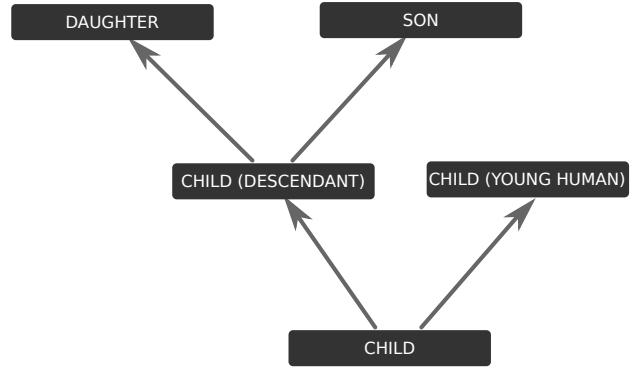 DAUGHTER
SON
CHILD (DESCENDANT)
CHILD (YOUNG HUMAN)
CHILD